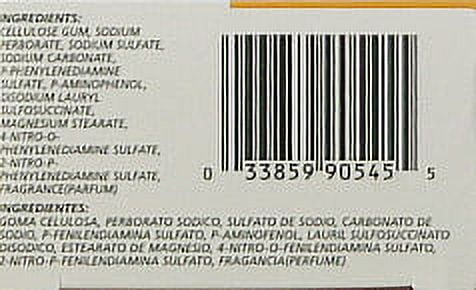 INGREDIENTS:
CELLULOSE GUM, SODIUM
PERBORATE, SODIUM SULFATE,
SODIUM CARBONATE,
P-PHENYLENEDIAMINE
SULFATE, P-AMINOPHENOL,
DISODIUM LAURYL
SULFOSUCCINATE,
MAGNESIUM STEARATE,
4-NITRO-O-
PHENYLENEDIAMINE SULFATE,
2-NITRO-P-
PHENYLENEDIAMINE SULFATE,
FRAGRANCE(PARFUM)
0 33859 90545 5
INGREDIENTES:
GOMA CELULOSA, PERBORATO SODICO, SULFATO DE SODIO, CARBONATO DE
SODIO, P-FENILENDIAMINA SULFATO, P-AMINOFENOL, LAURIL SULFOSUCCINATO
DISODICO, ESTEARATO DE MAGNESIO, 4-NITRO-O-FENILENDIAMINA SULFATO,
2-NITRO-P-FENILENDIAMINA SULFATO, FRAGANCIA(PERFUME)